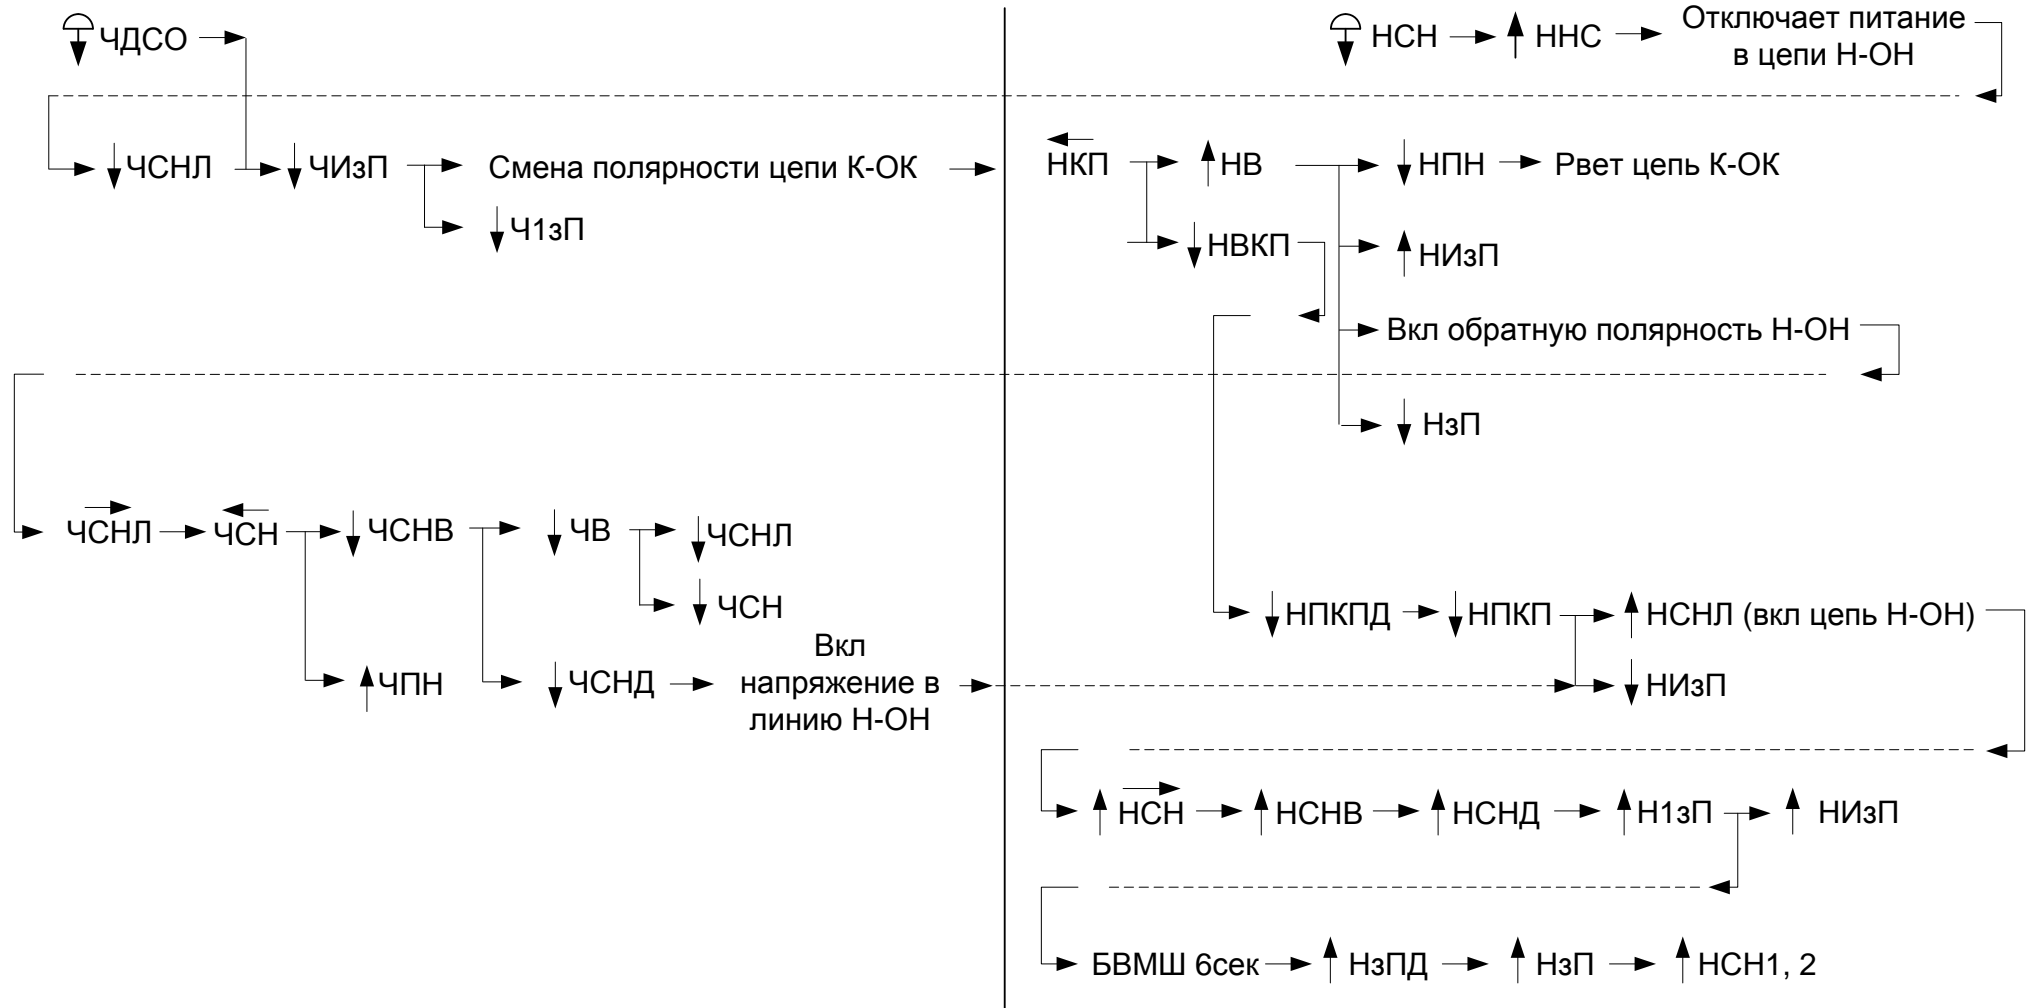 ЧДСО
НСН
ННС
Отключает питание
в цепи Н-ОН
ЧСНЛ
ЧИзП
Смена полярности цепи К-ОК
НКП
НВ
НПН
Рвет цепь К-ОК
Ч1зП
НВКП
НИзП
Вкл обратную полярность Н-ОН
НзП
ЧСНЛ
ЧСН
ЧСНВ
ЧВ
ЧСНЛ
ЧСН
НПКПД
НПКП
НСНЛ (вкл цепь Н-ОН)
ЧПН
ЧСНД
Вкл
напряжение в
линию Н-ОН
НИзП
НСН
НСНВ
НСНД
Н1зП
НИзП
БВМШ 6сек
НзПД
НзП
НСН1, 2